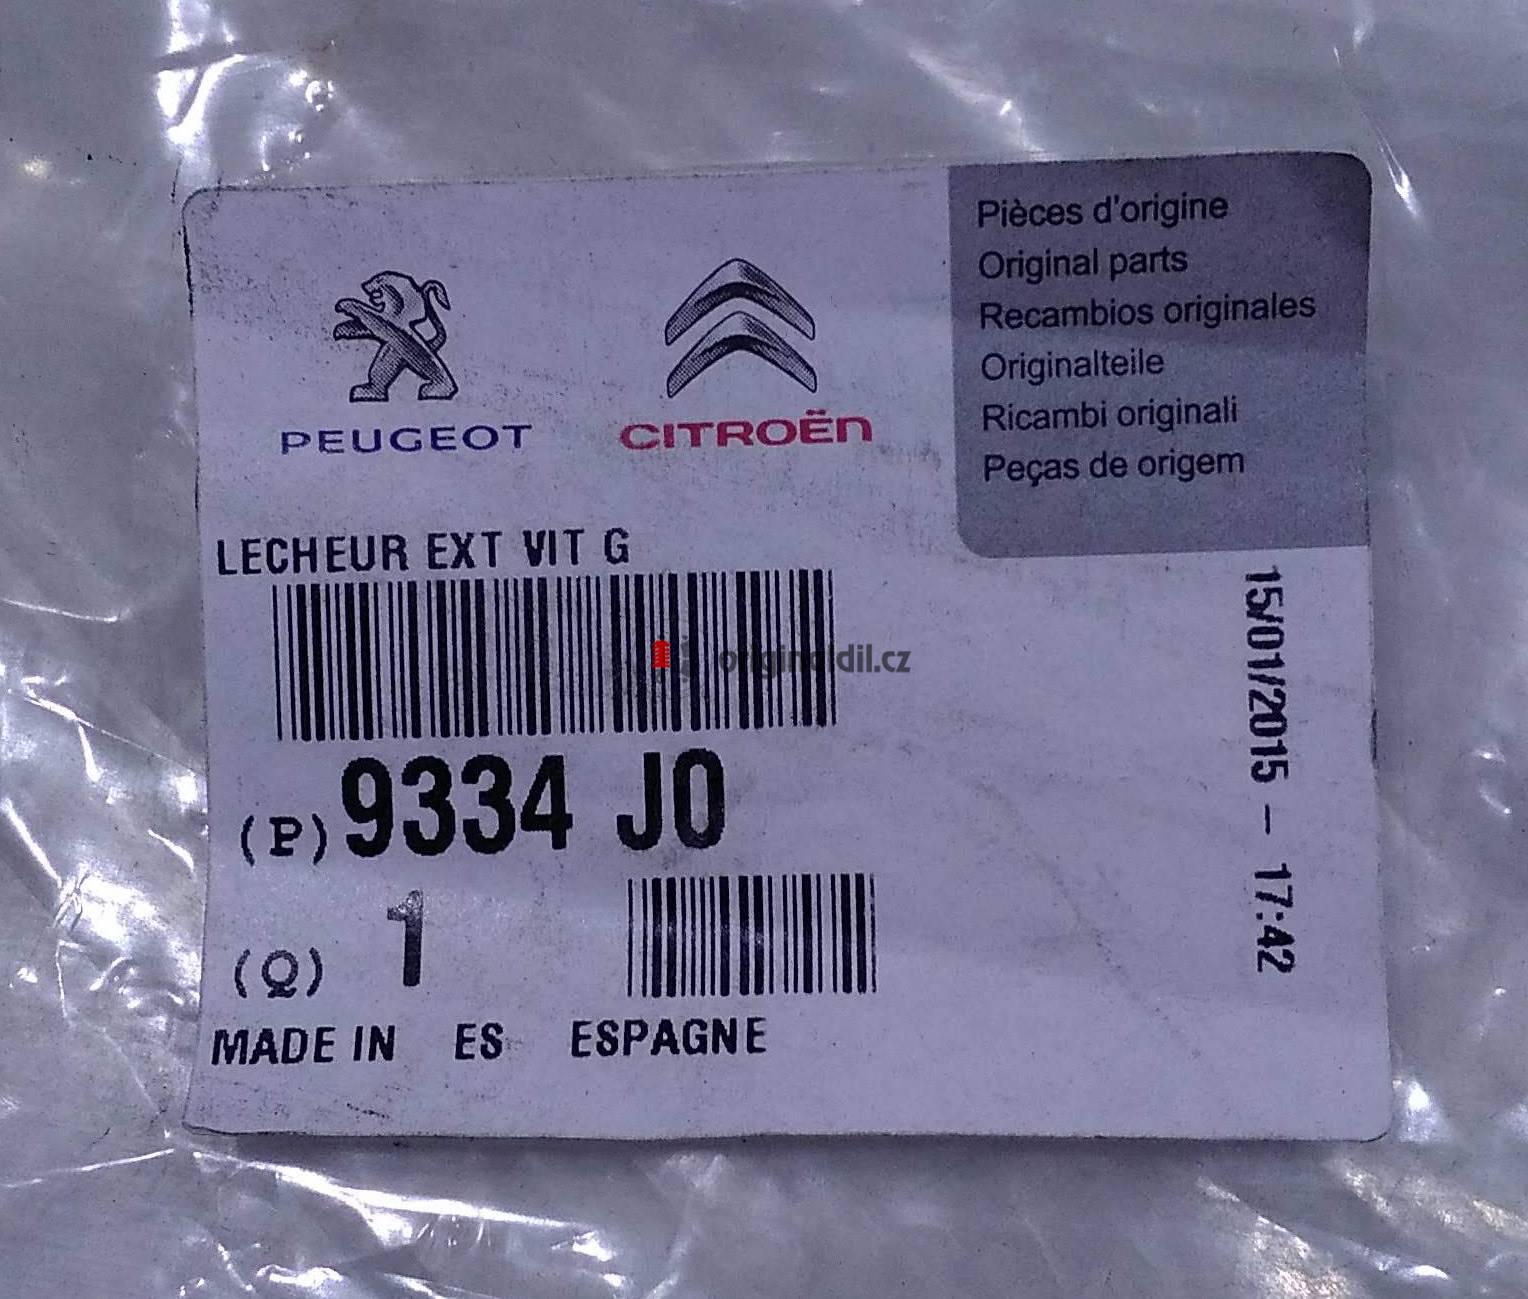 PEUGEOT
CITROËN
Pièces d'origine
Original parts
Recambios originales
Originalteile
Ricambi originali
Peças de origem
LECHEUR EXT VIT G
originaldil.cz
(P) 9334 J0
(Q) 1
MADE IN ES ESPAGNE
15/01/2015 - 17:42